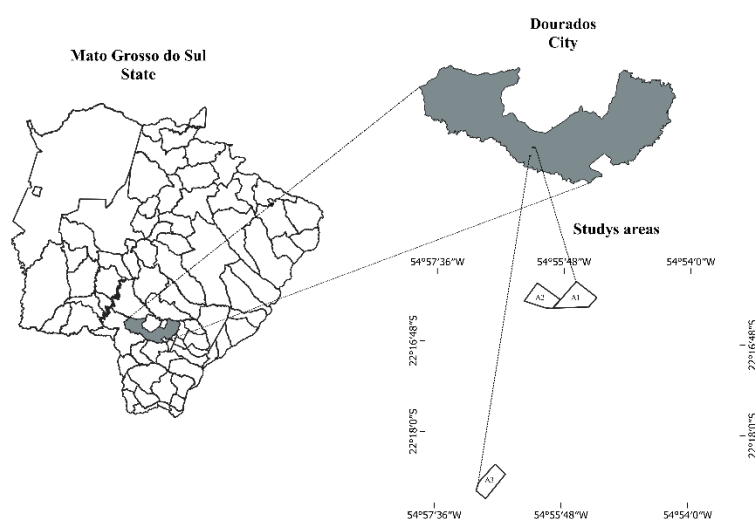 Mato Grosso do Sul
State
Dourados
City
Studys areas
54°57'36"W
54°55'48"W
54°54'0"W
A2
A1
22°16'48"S
22°16'48"S
22°18'0"S
22°18'0"S
A3
54°57'36"W
54°55'48"W
54°54'0"W